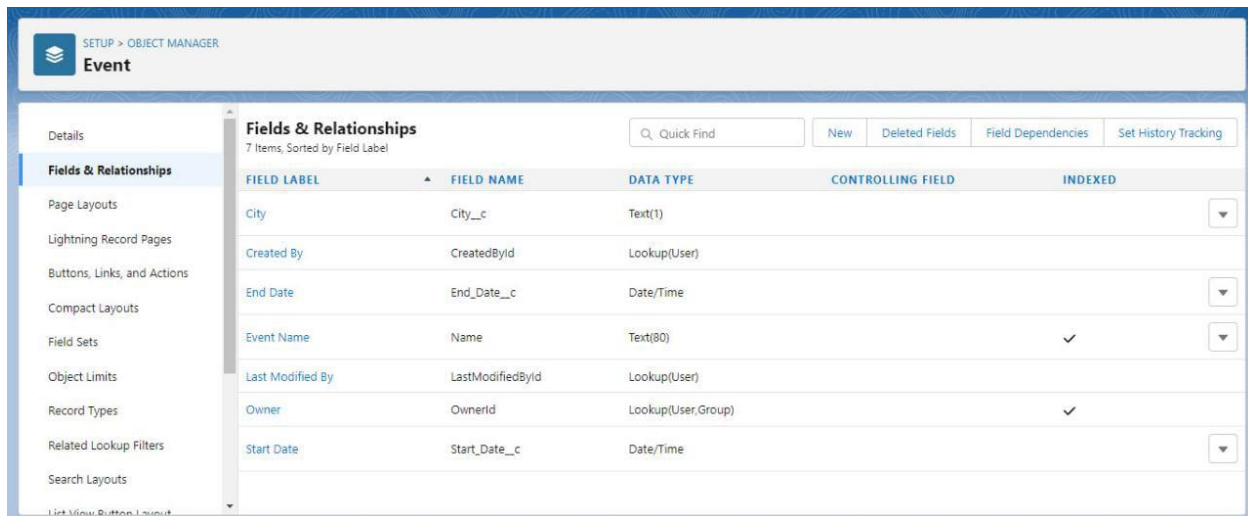 SETUP > OBJECT MANAGER
Event
Details
Fields & Relationships
Page Layouts
Lightning Record Pages
Buttons, Links, and Actions
Compact Layouts
Field Sets
Object Limits
Record Types
Related Lookup Filters
Search Layouts
List View Button Layout
Fields & Relationships
7 Items, Sorted by Field Label
Quick Find
New Deleted Fields Field Dependencies Set History Tracking
FIELD LABEL FIELD NAME DATA TYPE CONTROLLING FIELD INDEXED
City City__c Text(1)
Created By CreatedById Lookup(User)
End Date End_Date__c Date/Time
Event Name Name Text(80)
Last Modified By LastModifiedById Lookup(User)
Owner OwnerId Lookup(User,Group)
Start Date Start_Date__c Date/Time